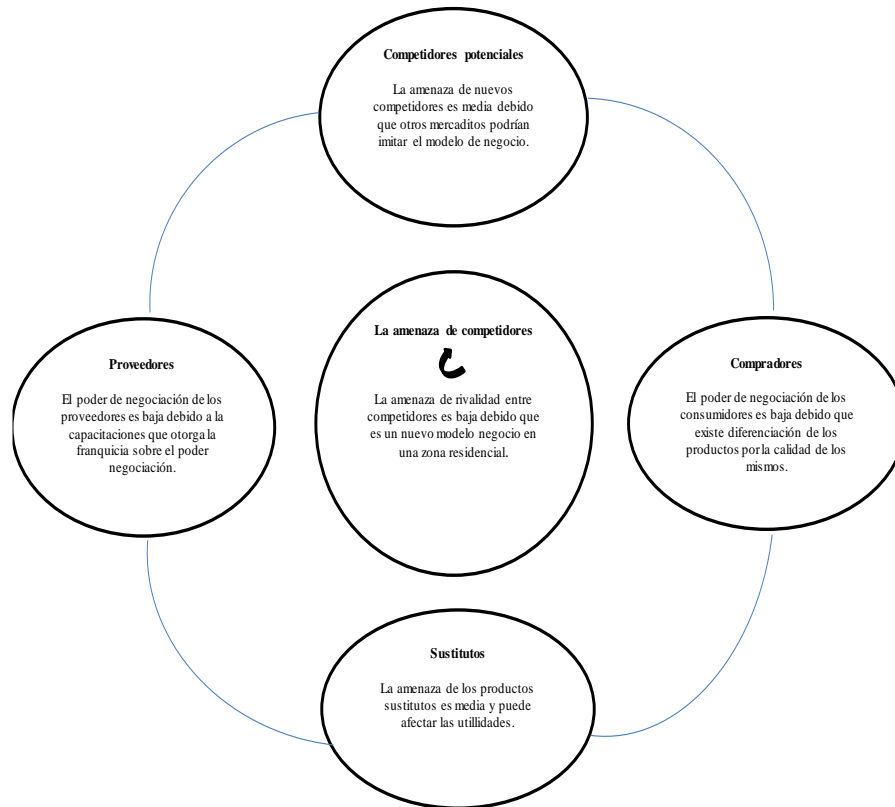 Competidores potenciales
La amenaza de nuevos
competidores es media debido
que otros mercaditos podrían
imitar el modelo de negocio.
Proveedores
El poder de negociación de los
proveedores es baja debido a la
capacitaciones que otorga la
franquicia sobre el poder
negociación.
La amenaza de competidores
La amenaza de rivalidad entre
competidores es baja debido que
es un nuevo modelo negocio en
una zona residencial.
Compradores
El poder de negociación de los
consumidores es baja debido que
existe diferenciación de los
productos por la calidad de los
mismos.
Sustitutos
La amenaza de los productos
sustitutos es media y puede
afectar las utillidades.